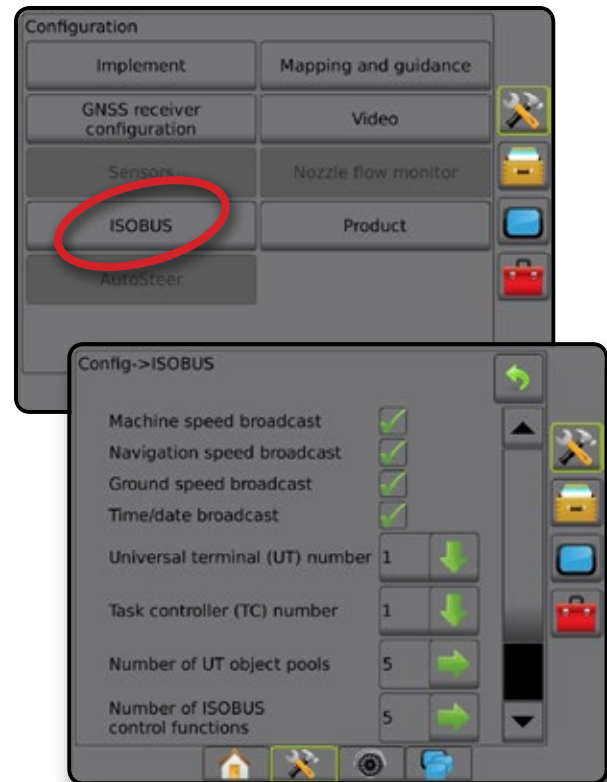 Configuration
Implement
Mapping and guidance
GNSS receiver
configuration
Video
Sensors
Nozzle flow monitor
ISOBUS
Product
AutoSteer
Config->ISOBUS
Machine speed broadcast
Navigation speed broadcast
Ground speed broadcast
Time/date broadcast
Universal terminal (UT) number 1
Task controller (TC) number 1
Number of UT object pools 5
Number of ISOBUS
control functions 5